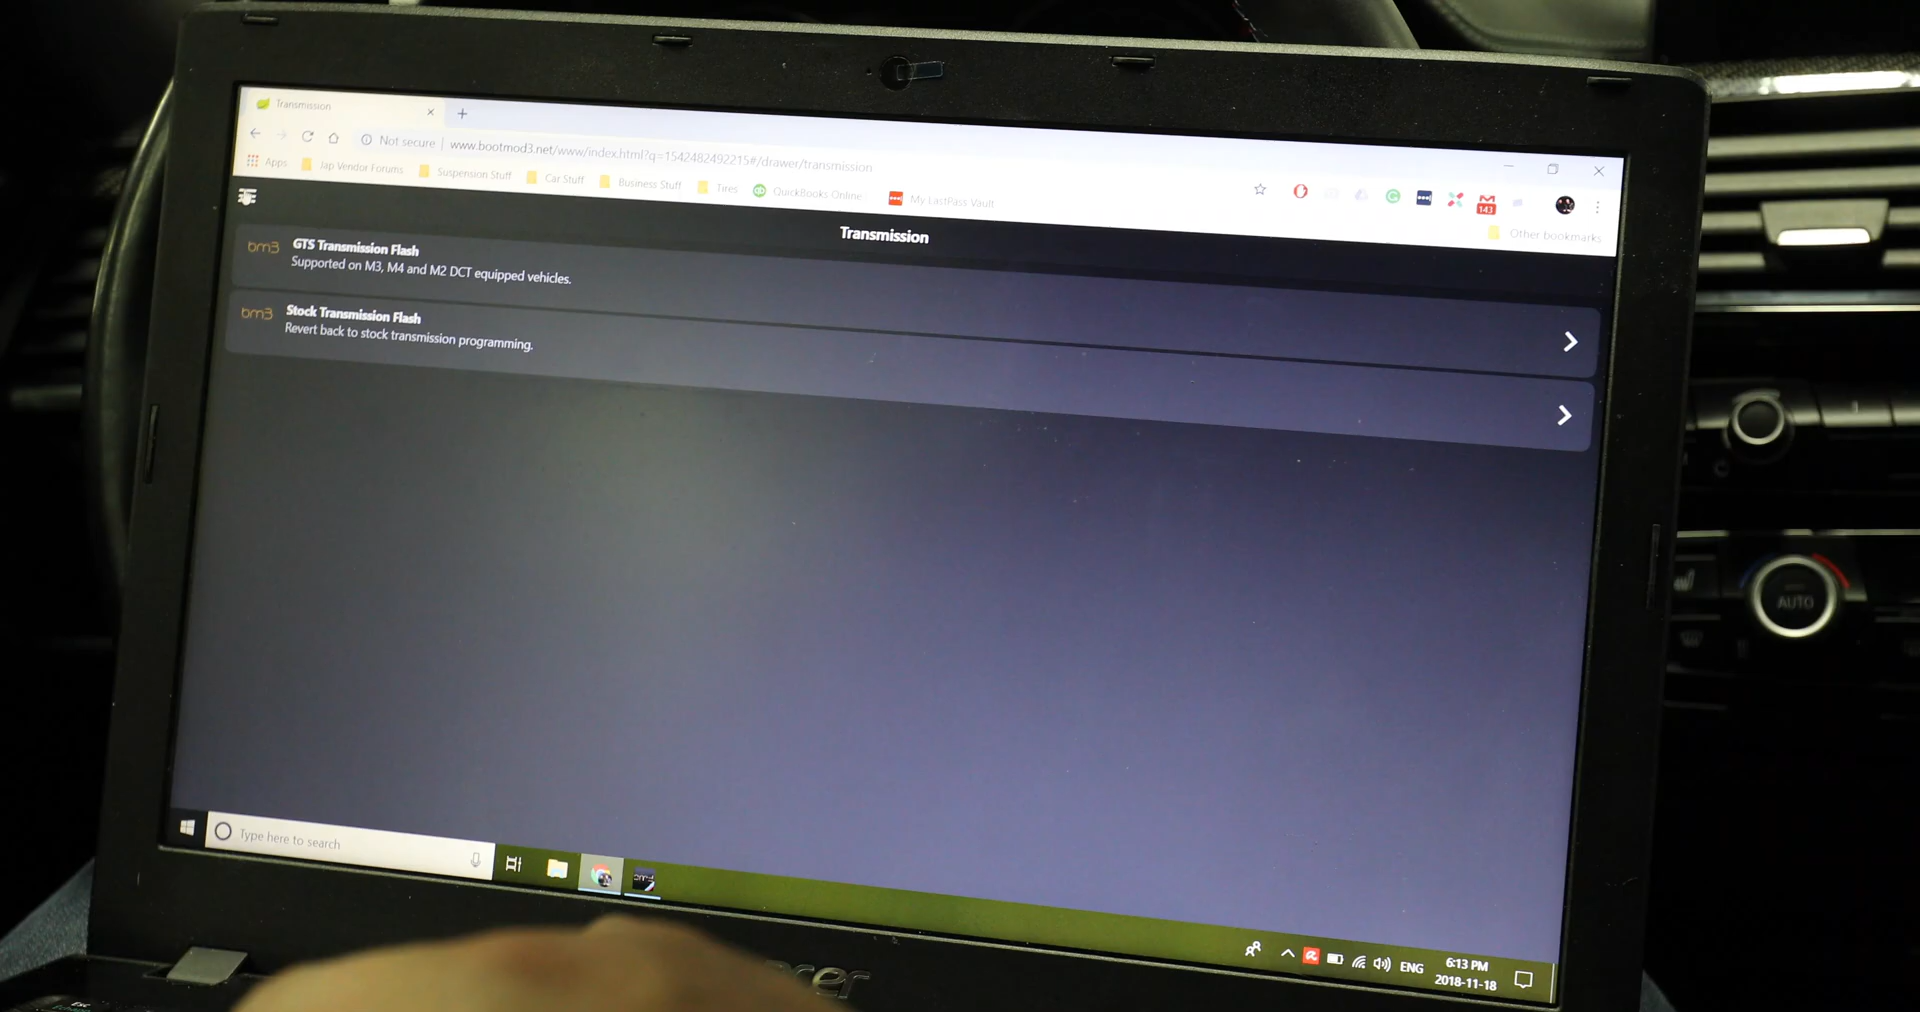 Transmission
Not secure | www.bootmod3.net/www/index.html?q=1542482492215#/drawer/transmission
Apps Jap Vendor Forums Suspension Stuff Car Stuff Business Stuff Tires QuickBooks Online My LastPass Vault
143
Other bookmarks
Transmission
bm3 GTS Transmission Flash
Supported on M3, M4 and M2 DCT equipped vehicles.
bm3 Stock Transmission Flash
Revert back to stock transmission programming.
Type here to search
ENG
6:13 PM
2018-11-18
acer
Esc
AUTO